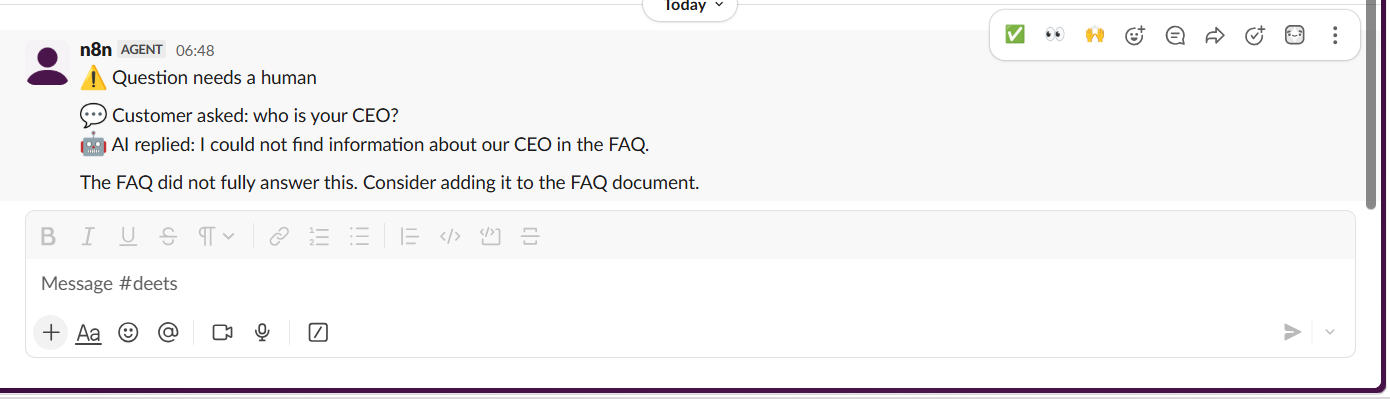 Today
n8n AGENT 06:48
⚠️ Question needs a human
💬 Customer asked: who is your CEO?
🤖 AI replied: I could not find information about our CEO in the FAQ.
The FAQ did not fully answer this. Consider adding it to the FAQ document.
Message #deets
Aa